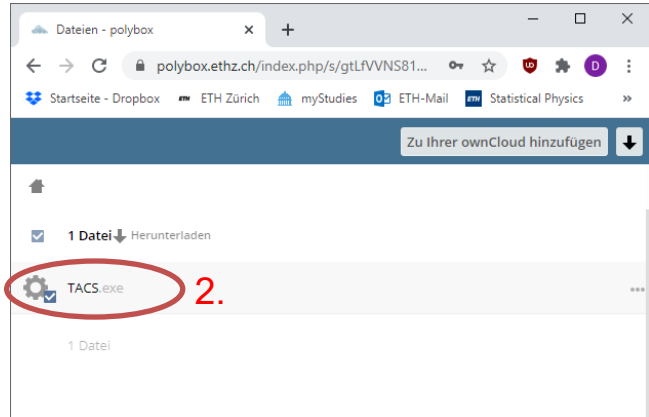 Dateien - polybox
polybox.ethz.ch/index.php/s/gtLfVVNS81...
D
Startseite - Dropbox ETH Zürich myStudies ETH-Mail Statistical Physics »
Zu Ihrer ownCloud hinzufügen
1 Datei Herunterladen
TACS.exe 2.
1 Datei